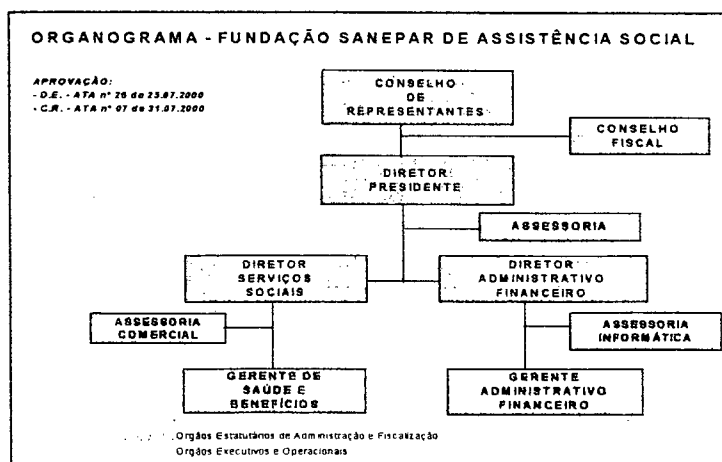 ORGANOGRAMA - FUNDAÇÃO SANEPAR DE ASSISTÊNCIA SOCIAL
APROVAÇÃO:
- D.E. - ATA nº 26 de 25.07.2000
- C.R. - ATA nº 07 de 31.07.2000
CONSELHO
DE
REPRESENTANTES
CONSELHO
FISCAL
DIRETOR
PRESIDENTE
ASSESSORIA
DIRETOR
SERVIÇOS
SOCIAIS
DIRETOR
ADMINISTRATIVO
FINANCEIRO
ASSESSORIA
COMERCIAL
ASSESSORIA
INFORMÁTICA
GERENTE DE
SAÚDE E
BENEFÍCIOS
GERENTE
ADMINISTRATIVO
FINANCEIRO
Orgãos Estatutários de Administração e Fiscalização
Orgãos Executivos e Operacionais